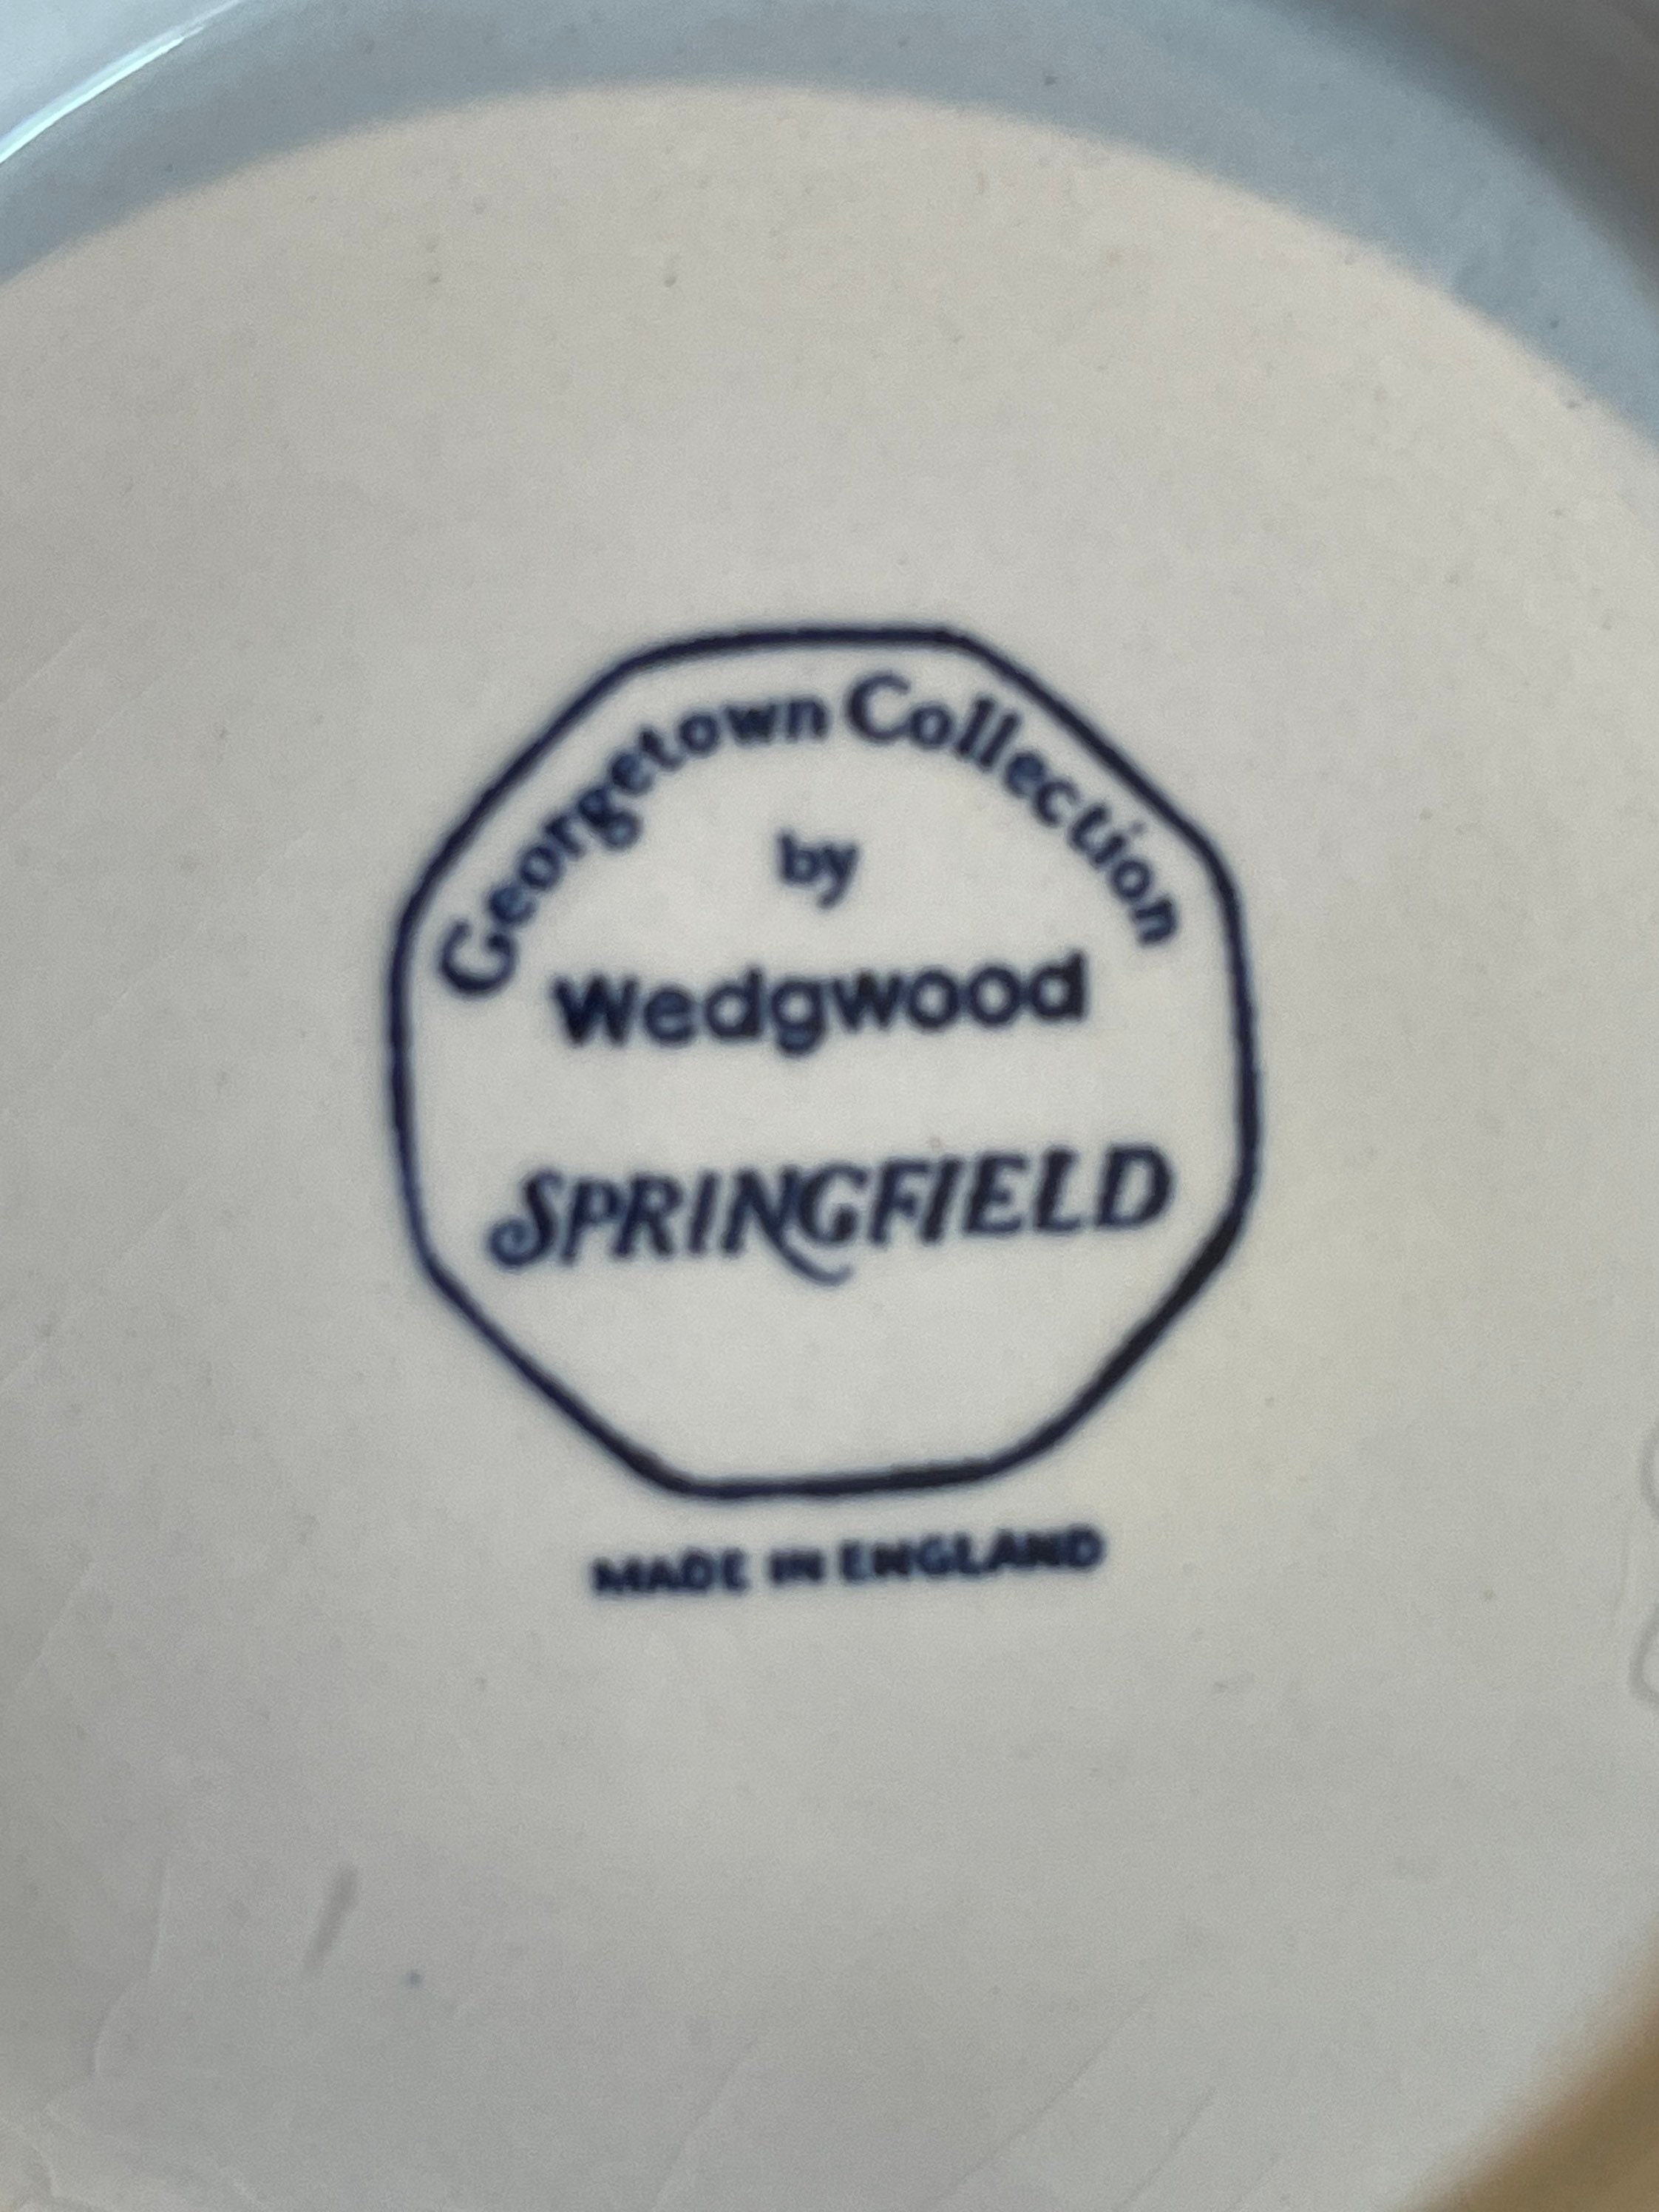 Georgetown Collection
by
Wedgwood
SPRINGFIELD
MADE IN ENGLAND